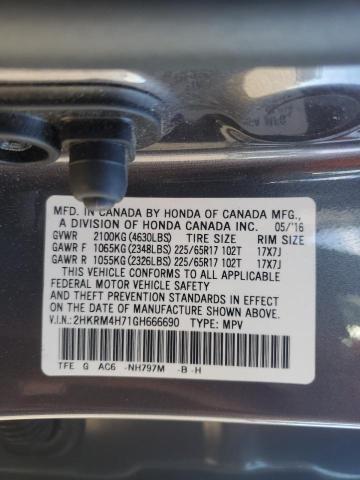 MFD. IN CANADA BY HONDA OF CANADA MFG.,
A DIVISION OF HONDA CANADA INC. 05/'16
GVWR 2100KG (4630LBS) TIRE SIZE RIM SIZE
GAWR F 1065KG (2348LBS) 225/65R17 102T 17X7J
GAWR R 1055KG (2326LBS) 225/65R17 102T 17X7J
THIS VEHICLE CONFORMS TO ALL APPLICABLE
FEDERAL MOTOR VEHICLE SAFETY
AND THEFT PREVENTION STANDARDS IN EFFECT
ON THE DATE OF MANUFACTURE SHOWN ABOVE.
V.I.N.: 2HKRM4H71GH666690 TYPE: MPV
TFE G AC6 -NH797M -B -H